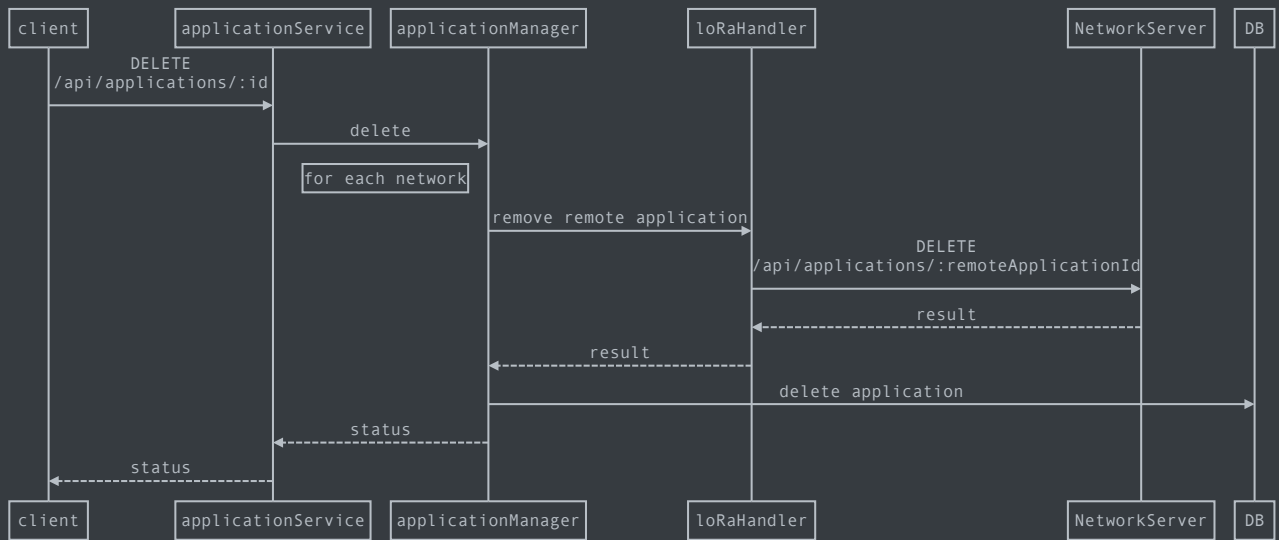 client
applicationService
applicationManager
loRaHandler
NetworkServer
DB
DELETE
/api/applications/:id
delete
for each network
remove remote application
DELETE
/api/applications/:remoteApplicationId
result
result
delete application
status
status
client
applicationService
applicationManager
loRaHandler
NetworkServer
DB